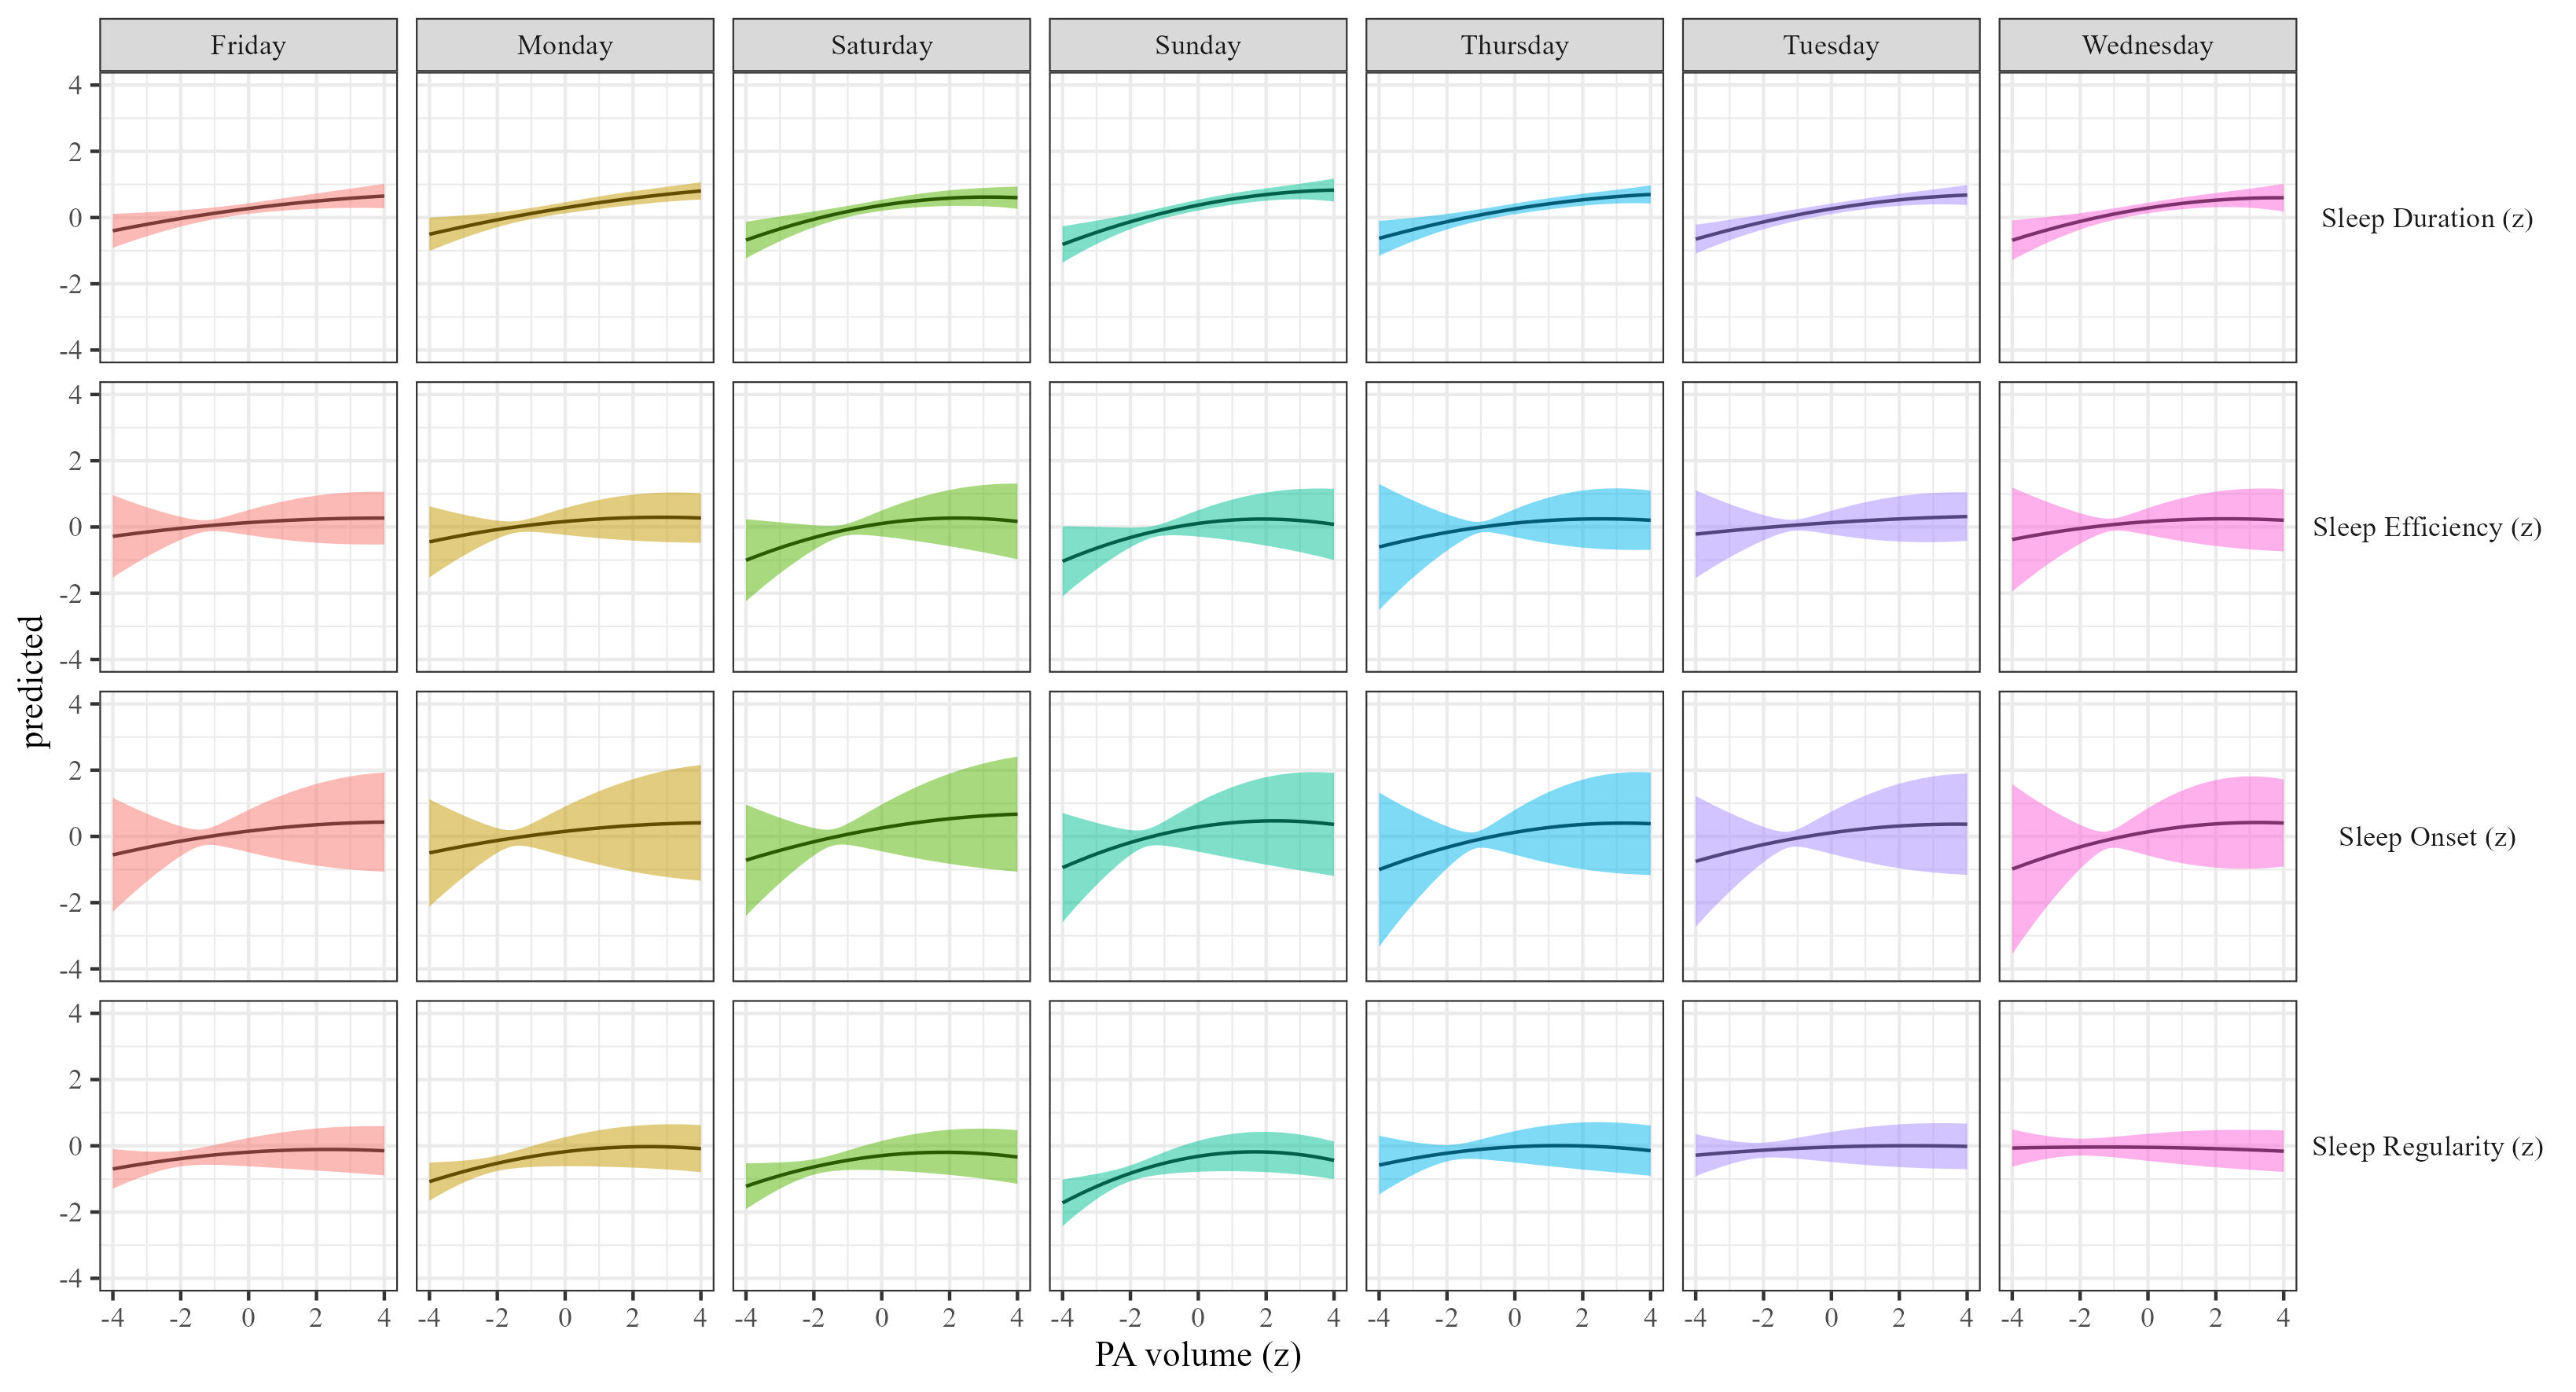 Friday Monday Saturday Sunday Thursday Tuesday Wednesday
4
2
0
-2
-4
Sleep Duration (z)
4
2
0
-2
-4
Sleep Efficiency (z)
predicted
4
2
0
-2
-4
Sleep Onset (z)
4
2
0
-2
-4
Sleep Regularity (z)
-4 -2 0 2 4 -4 -2 0 2 4 -4 -2 0 2 4 -4 -2 0 2 4 -4 -2 0 2 4 -4 -2 0 2 4 -4 -2 0 2 4
PA volume (z)